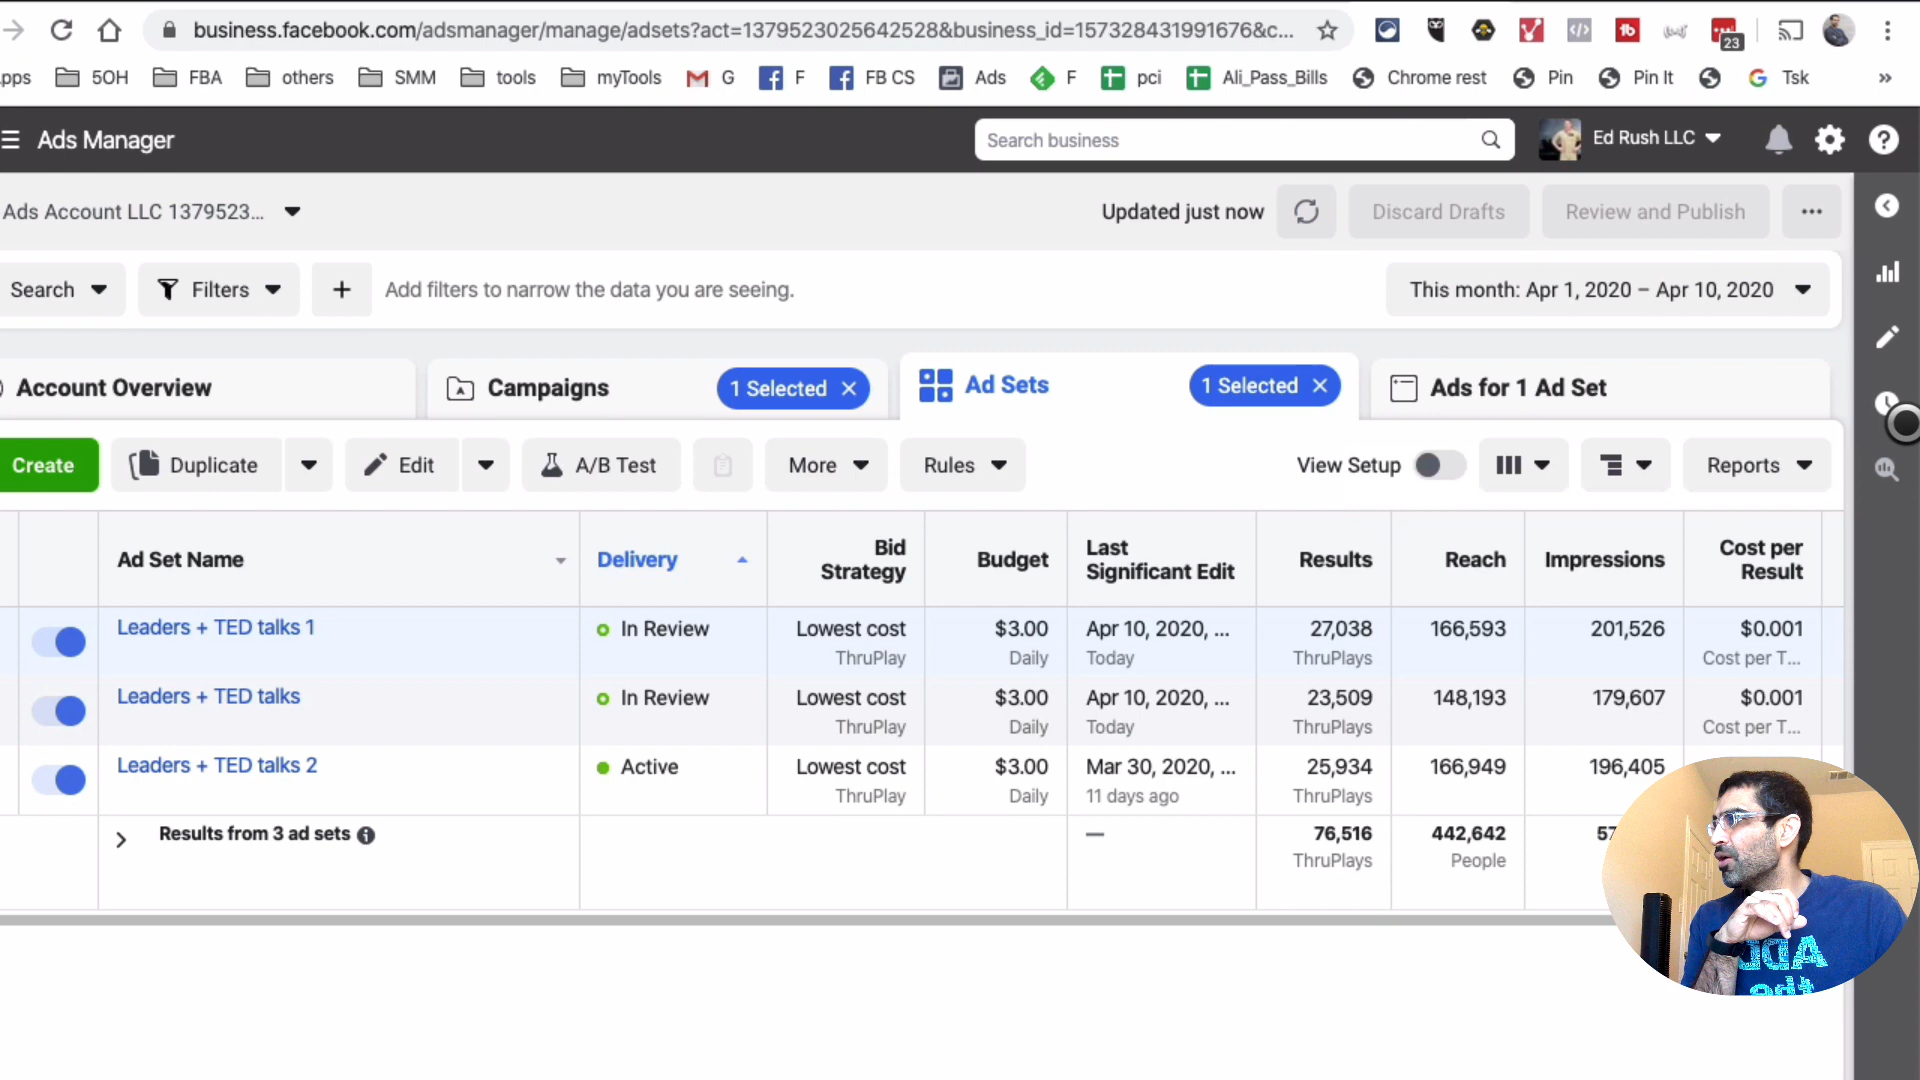 business.facebook.com/adsmanager/manage/adsets?act=1379523025642528&business_id=157328431991676&c...
23
pps 5OH FBA others SMM tools myTools G F FB CS Ads F pci Ali_Pass_Bills Chrome rest Pin Pin It Tsk »
Ads Manager
Search business
Ed Rush LLC
Ads Account LLC 1379523...
Updated just now
Discard Drafts
Review and Publish
Search
Filters
+
Add filters to narrow the data you are seeing.
This month: Apr 1, 2020 – Apr 10, 2020
Account Overview
Campaigns
1 Selected ×
Ad Sets
1 Selected ×
Ads for 1 Ad Set
Create
Duplicate
Edit
A/B Test
More
Rules
View Setup
Reports
Ad Set Name
Delivery
Bid Strategy
Budget
Last Significant Edit
Results
Reach
Impressions
Cost per Result
Leaders + TED talks 1 In Review Lowest cost $3.00 Apr 10, 2020, ... 27,038 166,593 201,526 $0.001
ThruPlay Daily Today ThruPlays Cost per T...
Leaders + TED talks In Review Lowest cost $3.00 Apr 10, 2020, ... 23,509 148,193 179,607 $0.001
ThruPlay Daily Today ThruPlays Cost per T...
Leaders + TED talks 2 Active Lowest cost $3.00 Mar 30, 2020, ... 25,934 166,949 196,405
ThruPlay Daily 11 days ago ThruPlays
Results from 3 ad sets — 76,516 442,642 57
ThruPlays People